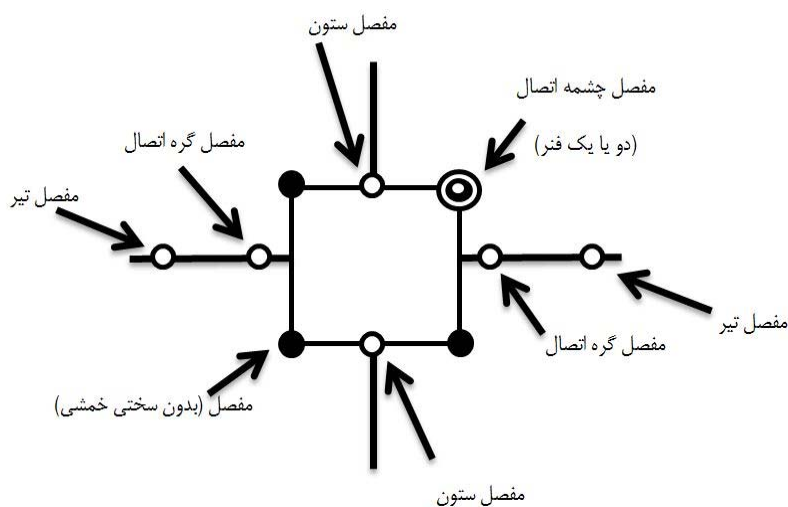 مفصل ستون
مفصل چشمه اتصال
(دو یا یک فنر)
مفصل گره اتصال
مفصل تیر
مفصل تیر
مفصل گره اتصال
مفصل (بدون سختی خمشی)
مفصل ستون